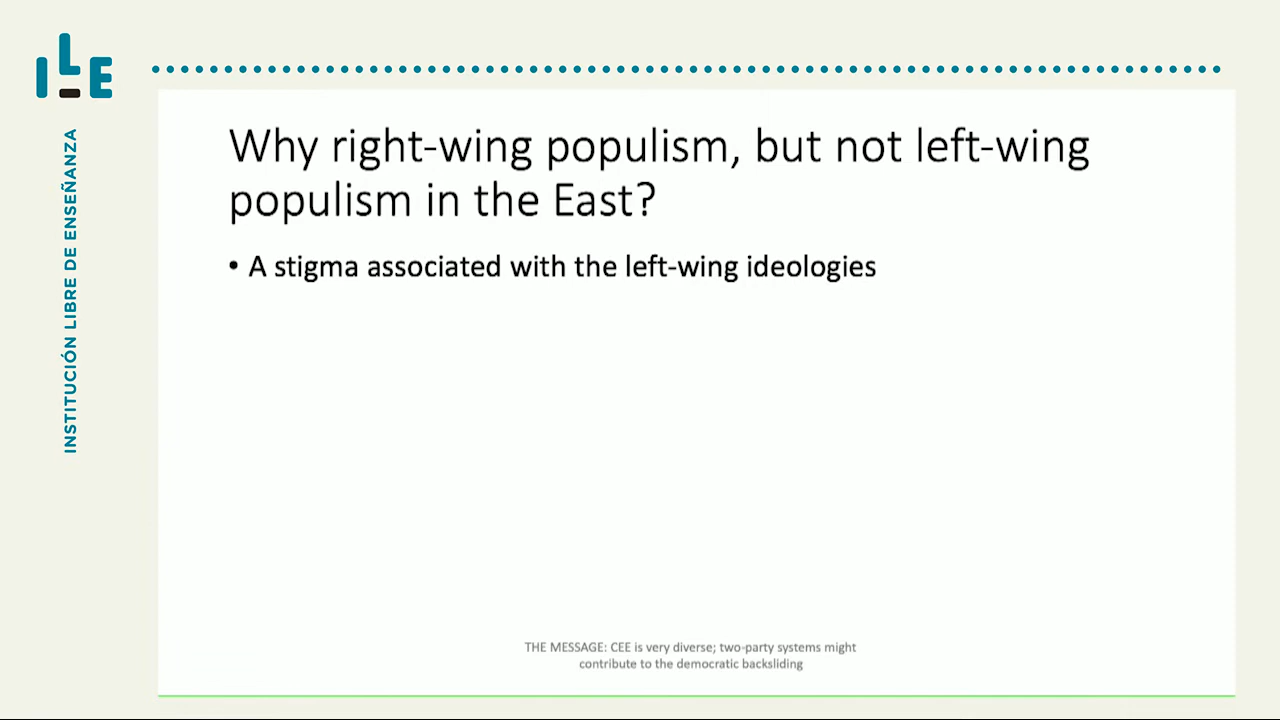 ILE
INSTITUCIÓN LIBRE DE ENSEÑANZA
Why right-wing populism, but not left-wing
populism in the East?
• A stigma associated with the left-wing ideologies
THE MESSAGE: CEE is very diverse; two-party systems might
contribute to the democratic backsliding